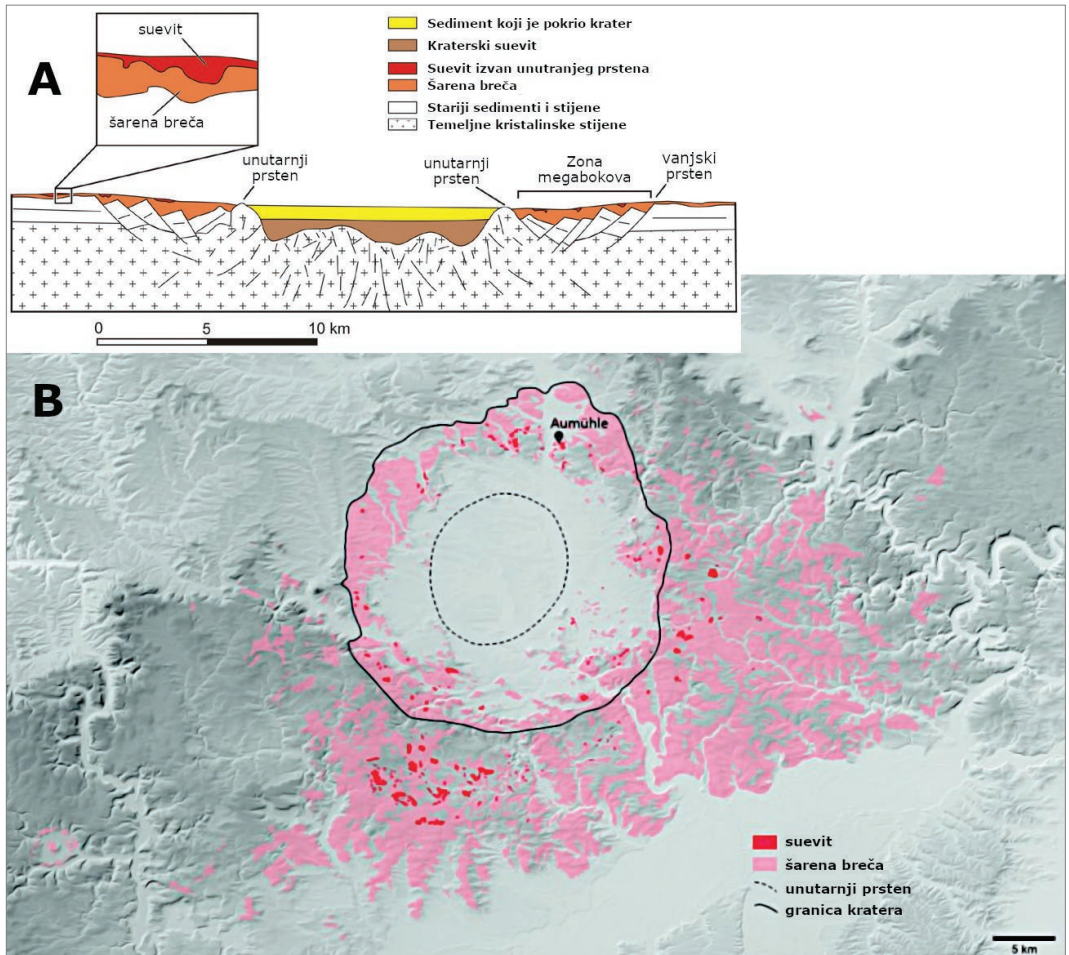 A
suevit
šarena breča
Sediment koji je pokrio krater
Kraterski suevit
Suevit izvan unutranjeg prstena
Šarena breča
Stariji sedimenti i stijene
Temeljne kristalinske stijene
unutarnji
prsten
unutarnji
prsten
Zona
megabokova
vanjski
prsten
0 5 10 km
B
Aumühle
suevit
šarena breča
unutarnji prsten
granica kratera
5 km